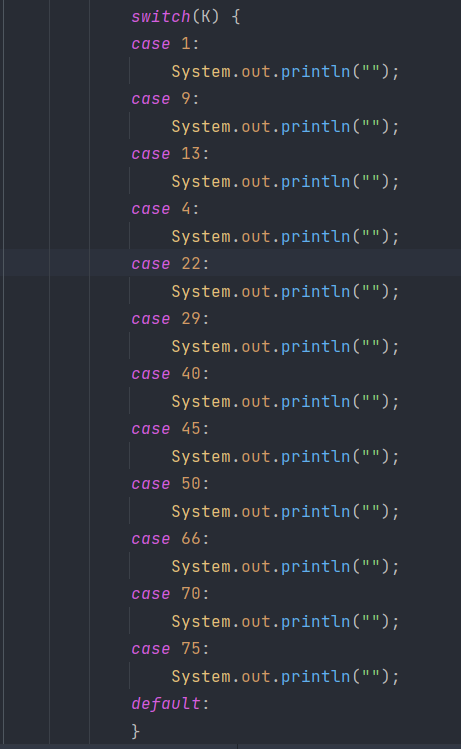 switch(K) {
case 1:
System.out.println("");
case 9:
System.out.println("");
case 13:
System.out.println("");
case 4:
System.out.println("");
case 22:
System.out.println("");
case 29:
System.out.println("");
case 40:
System.out.println("");
case 45:
System.out.println("");
case 50:
System.out.println("");
case 66:
System.out.println("");
case 70:
System.out.println("");
case 75:
System.out.println("");
default:
}